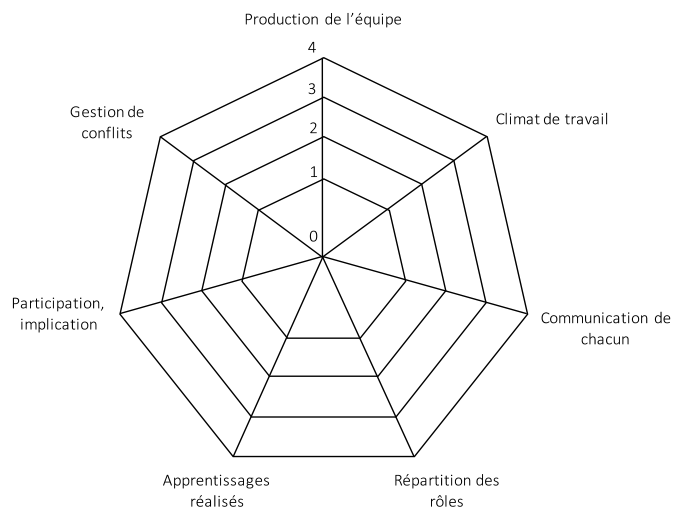 Production de l’équipe
4
3
2
1
0
Climat de travail
Communication de
chacun
Répartition des
rôles
Apprentissages
réalisés
Participation,
implication
Gestion de
conflits